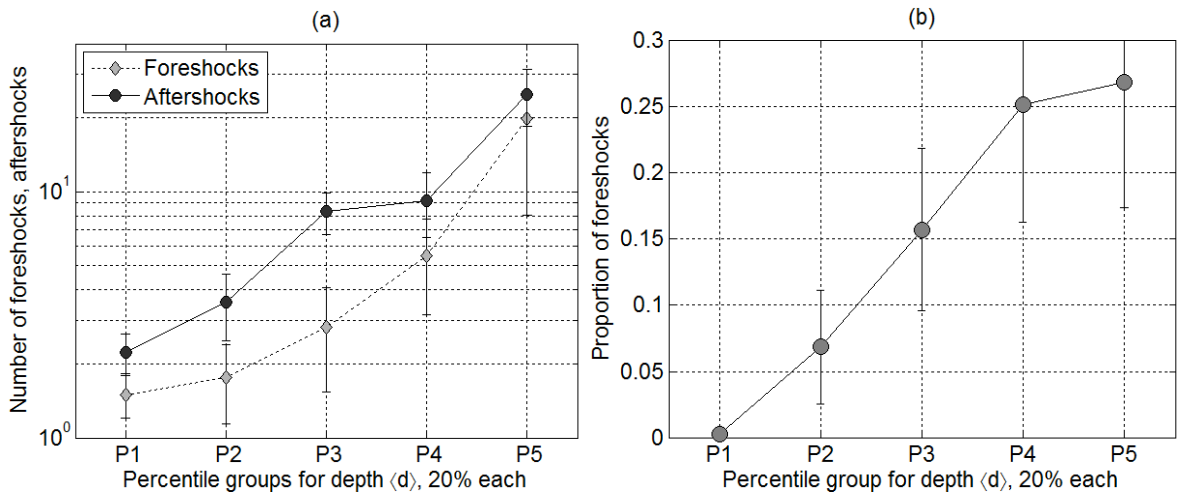 (a)
Number of foreshocks, aftershocks
Foreshocks
Aftershocks
10^1
10^0
P1 P2 P3 P4 P5
Percentile groups for depth ⟨d⟩, 20% each
(b)
Proportion of foreshocks
0.3
0.25
0.2
0.15
0.1
0.05
0
P1 P2 P3 P4 P5
Percentile group for depth ⟨d⟩, 20% each